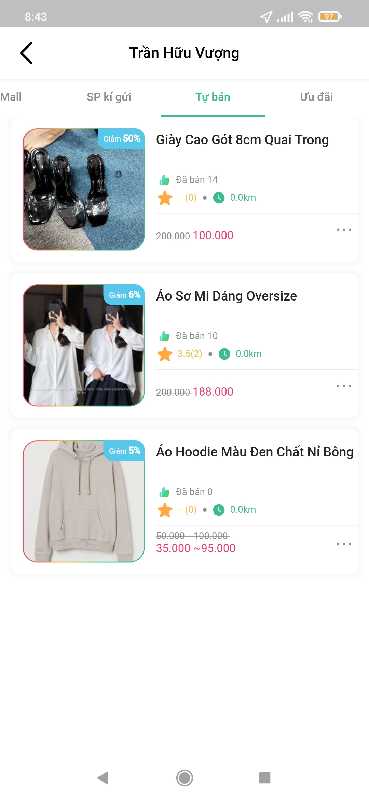 8:43
97
Trần Hữu Vượng
Mall
SP kí gửi
Tự bán
Ưu đãi
Giảm 50%
Giày Cao Gót 8cm Quai Trong
Đã bán 14
--(0) • 0.0km
200.000 100.000
Giảm 6%
Áo Sơ Mi Dáng Oversize
Đã bán 10
3.5(2) • 0.0km
200.000 188.000
Giảm 5%
Áo Hoodie Màu Đen Chất Nỉ Bông
Đã bán 0
--(0) • 0.0km
50.000 - 100.000
35.000 ~95.000